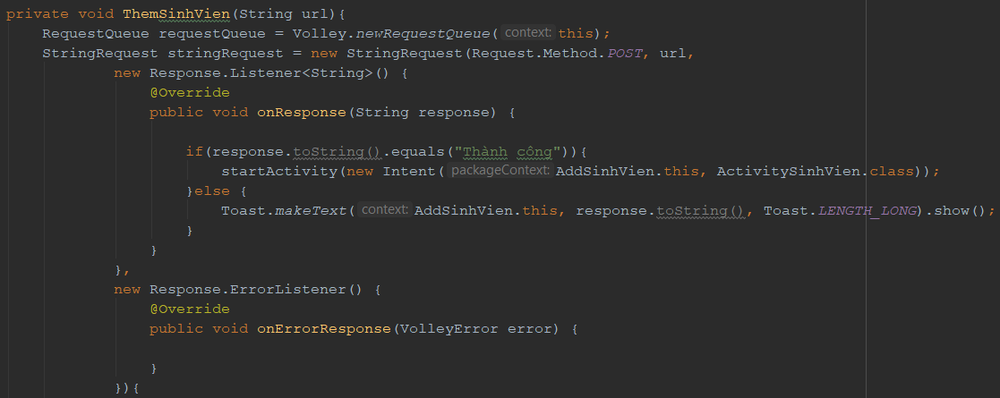 private void ThemSinhVien(String url){
RequestQueue requestQueue = Volley.newRequestQueue( context: this);
StringRequest stringRequest = new StringRequest(Request.Method.POST, url,
new Response.Listener<String>() {
@Override
public void onResponse(String response) {
if(response.toString().equals("Thành công")){
startActivity(new Intent( packageContext: AddSinhVien.this, ActivitySinhVien.class));
}else {
Toast.makeText( context: AddSinhVien.this, response.toString(), Toast.LENGTH_LONG).show();
}
}
},
new Response.ErrorListener() {
@Override
public void onErrorResponse(VolleyError error) {
}
}){